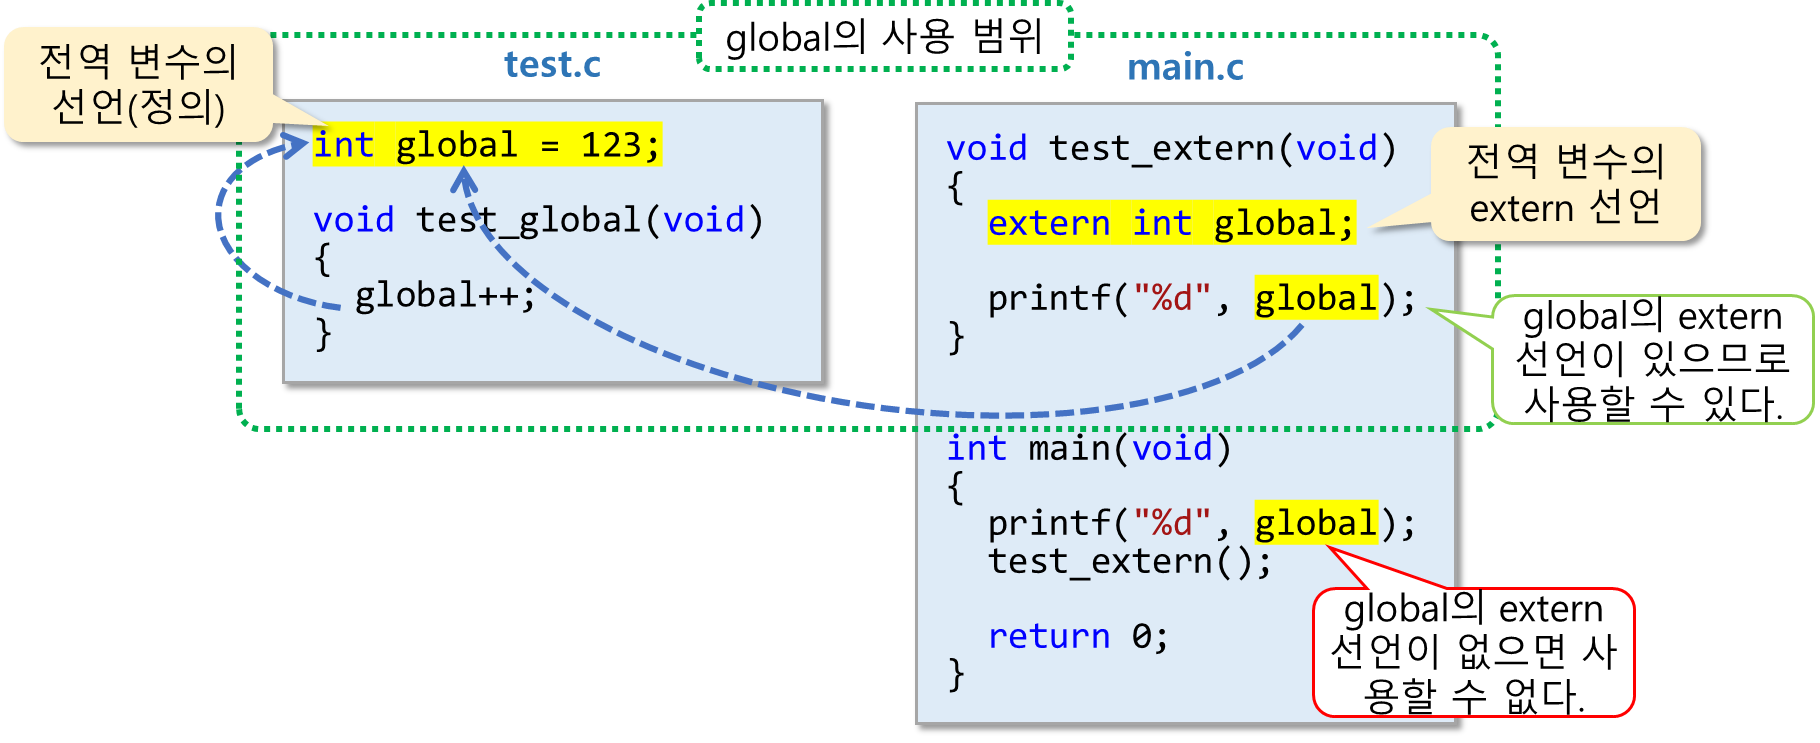 global의 사용 범위
전역 변수의
선언(정의)
test.c
int global = 123;
void test_global(void)
{
global++;
}
main.c
void test_extern(void)
{
extern int global;
printf("%d", global);
}
int main(void)
{
printf("%d", global);
test_extern();
return 0;
}
전역 변수의
extern 선언
global의 extern
선언이 있으므로
사용할 수 있다.
global의 extern
선언이 없으면 사
용할 수 없다.